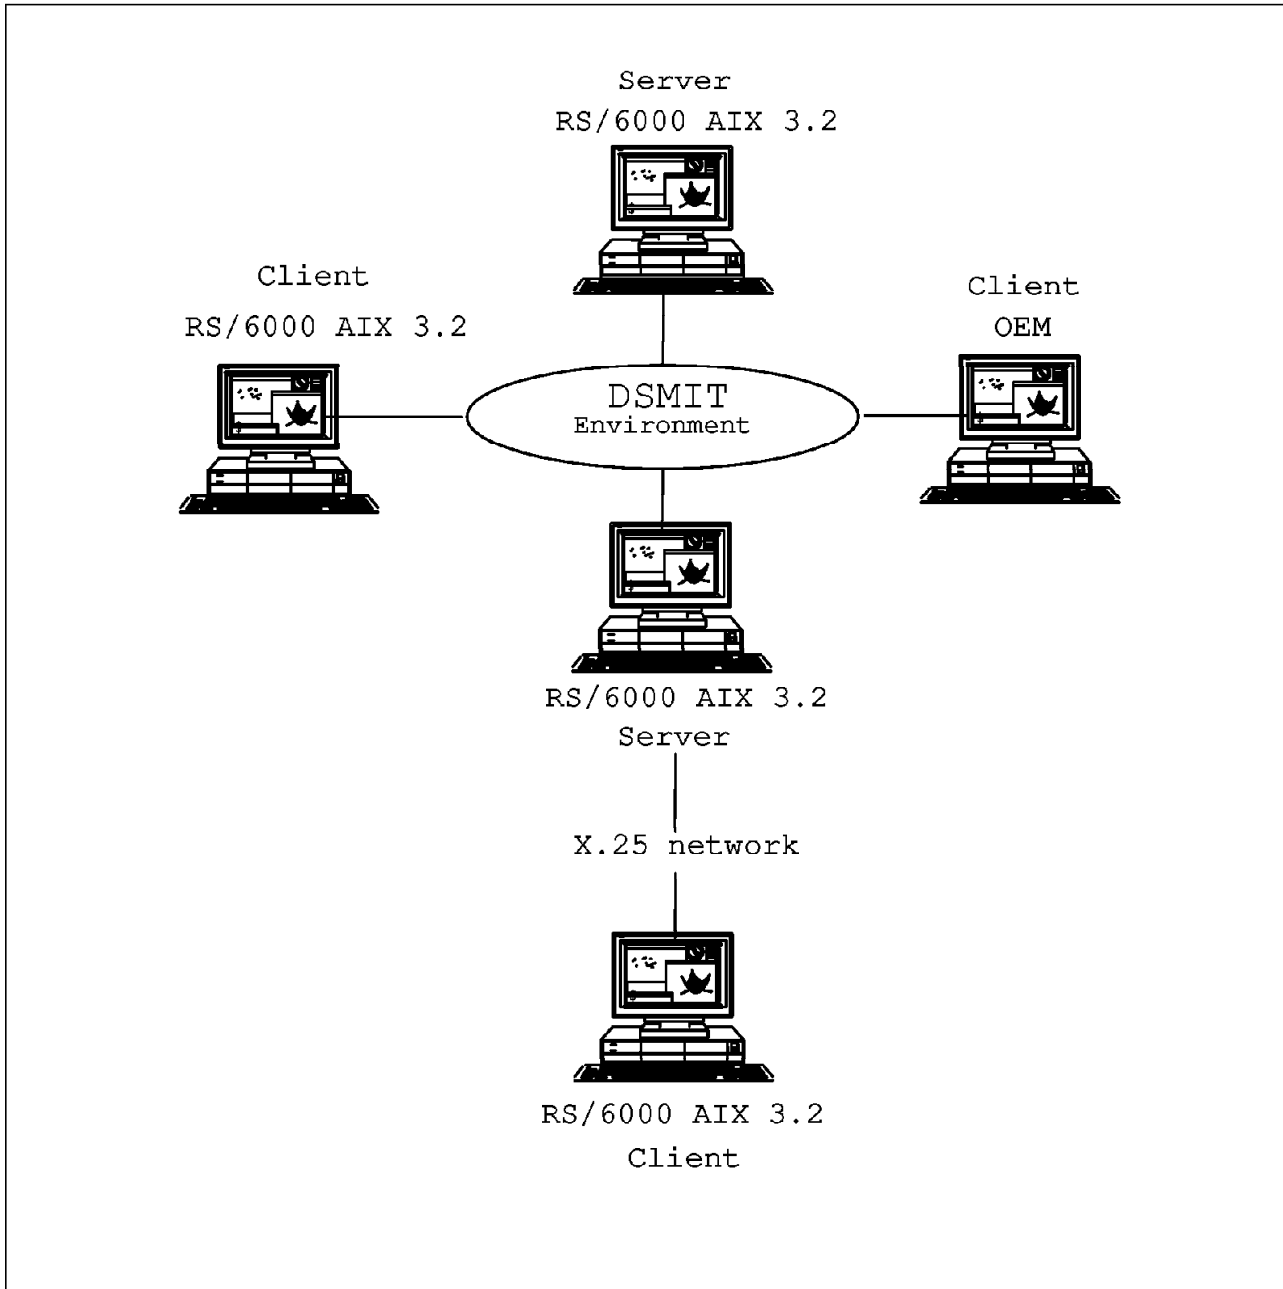 Server
RS/6000 AIX 3.2
Client
RS/6000 AIX 3.2
Client
OEM
DSMIT
Environment
RS/6000 AIX 3.2
Server
X.25 network
RS/6000 AIX 3.2
Client